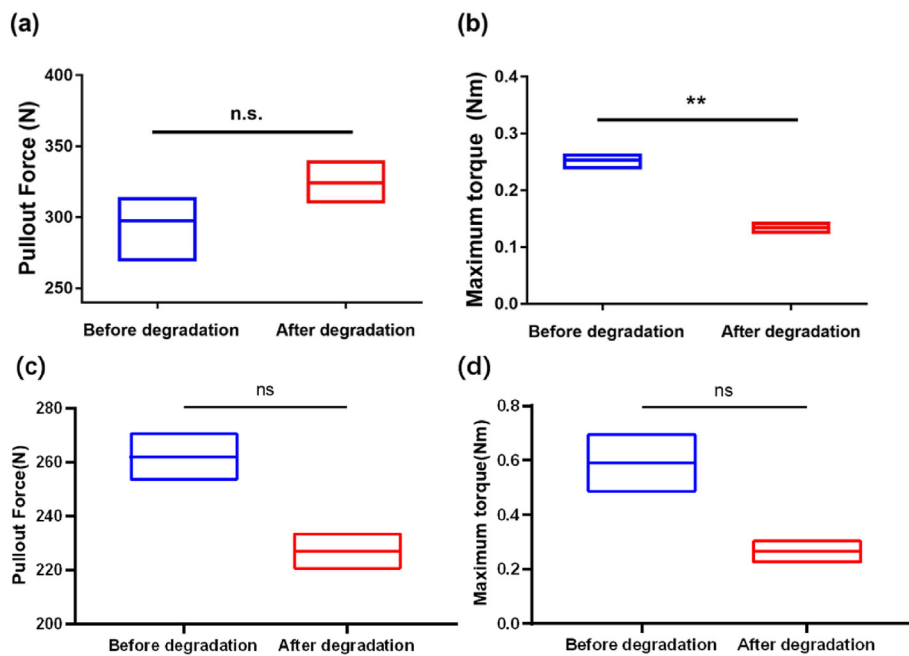 (a)
Pullout Force (N)
400
350
300
250
n.s.
Before degradation
After degradation
(b)
Maximum torque (Nm)
0.4
0.3
0.2
0.1
0.0
**
Before degradation
After degradation
(c)
Pullout Force(N)
280
260
240
220
200
ns
Before degradation
After degradation
(d)
Maximum torque(Nm)
0.8
0.6
0.4
0.2
0.0
ns
Before degradation
After degradation